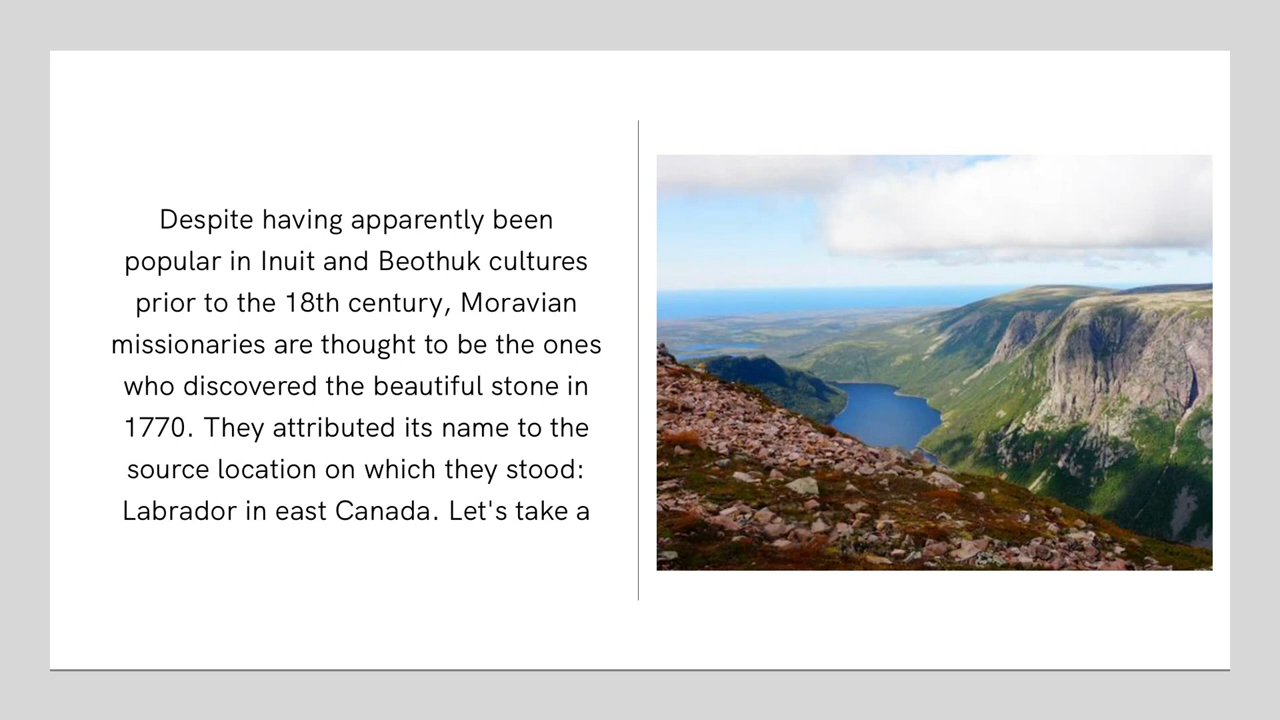 Despite having apparently been
popular in Inuit and Beothuk cultures
prior to the 18th century, Moravian
missionaries are thought to be the ones
who discovered the beautiful stone in
1770. They attributed its name to the
source location on which they stood:
Labrador in east Canada. Let's take a